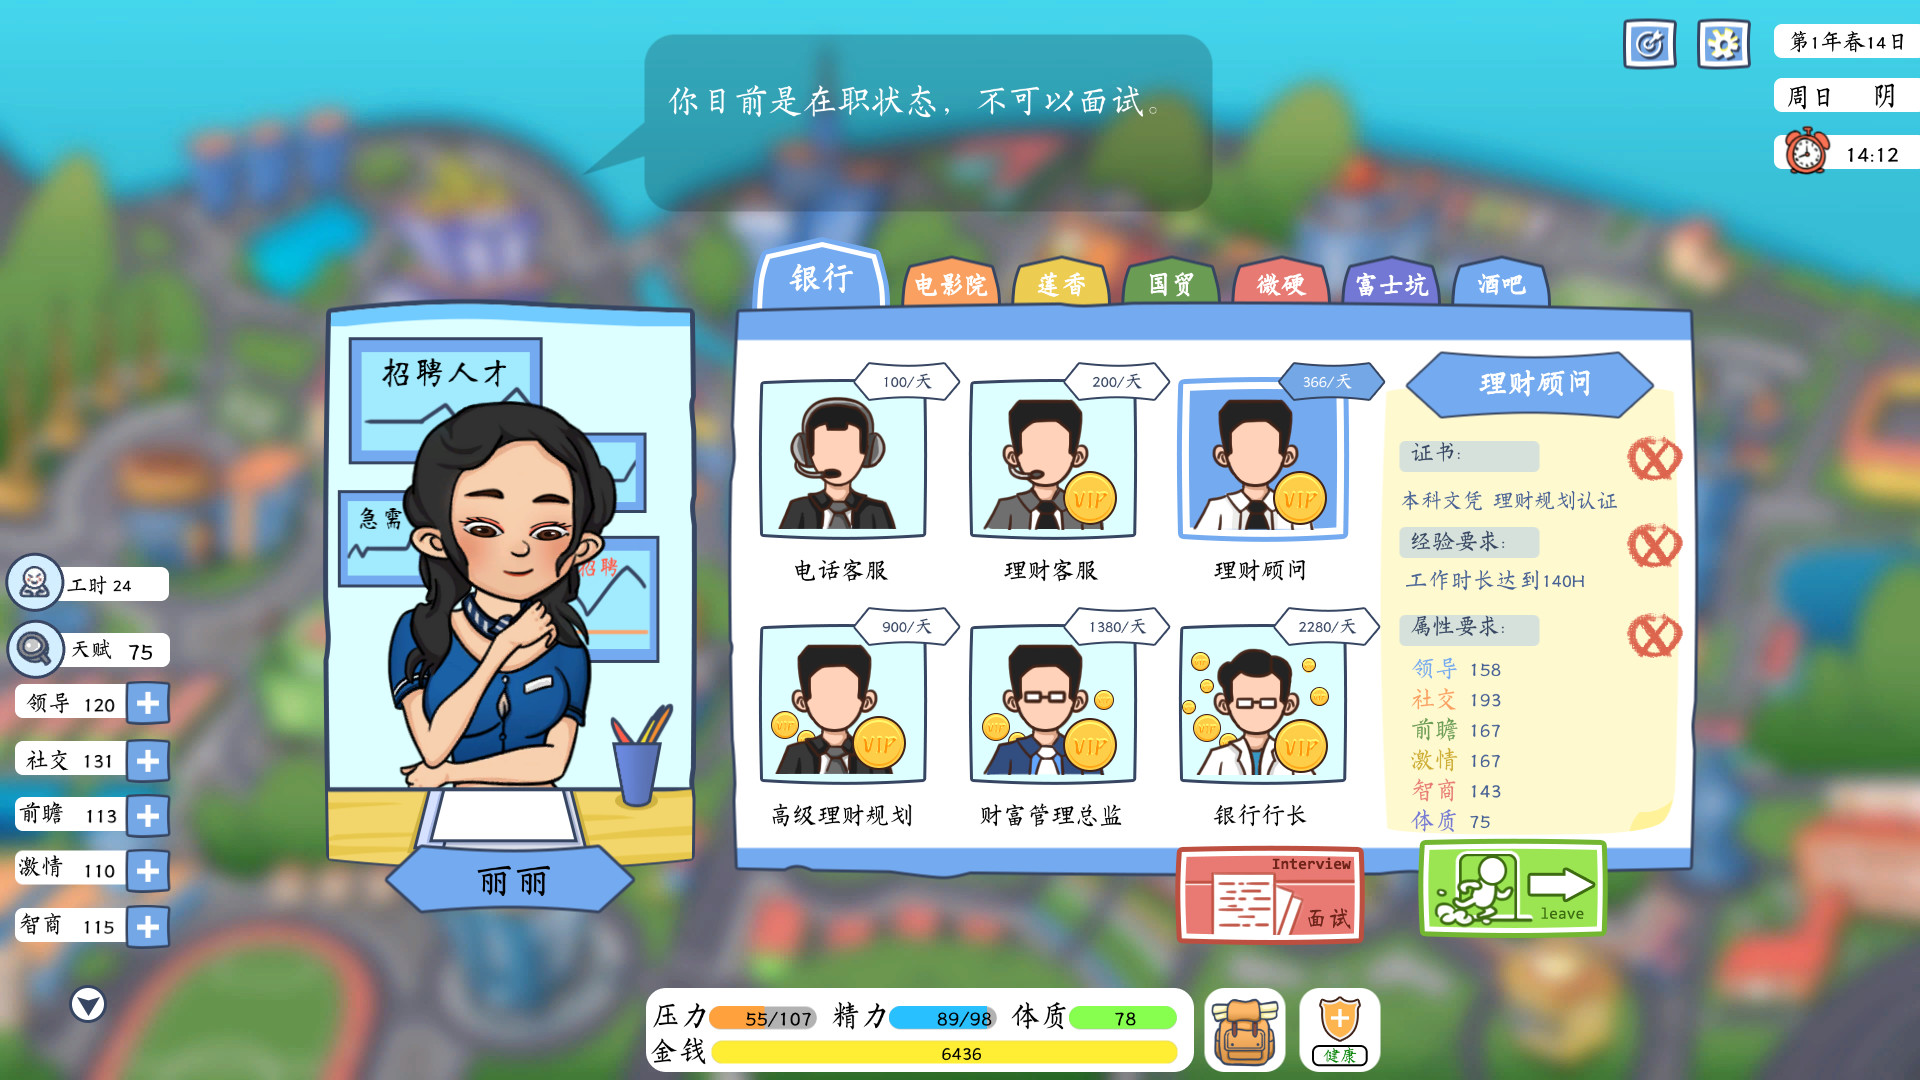 第1年春14日
周日 阴
14:12
你目前是在职状态，不可以面试。
银行 电影院 莲香 国贸 微硬 富士坑 酒吧
招聘人才
急需
招聘
丽丽
100/天 200/天 366/天
电话客服 理财客服 理财顾问
VIP VIP
900/天 1380/天 2280/天
VIP VIP VIP VIP VIP VIP
高级理财规划 财富管理总监 银行行长
理财顾问
证书:
本科文凭 理财规划认证
经验要求:
工作时长达到140H
属性要求:
领导 158
社交 193
前瞻 167
激情 167
智商 143
体质 75
Interview
面试
leave
工时 24
天赋 75
领导 120
社交 131
前瞻 113
激情 110
智商 115
压力 55/107 精力 89/98 体质 78
金钱 6436
健康